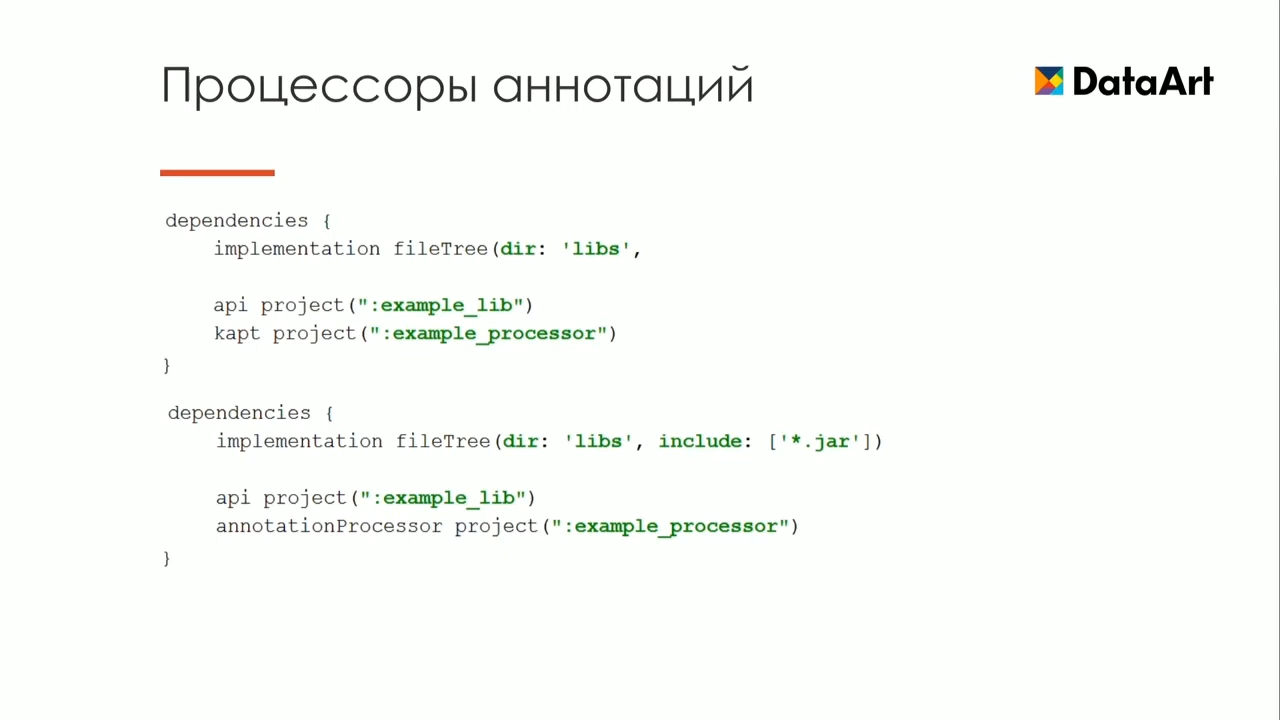 Процессоры аннотаций
DataArt
dependencies {
    implementation fileTree(dir: 'libs',
    api project(":example_lib")
    kapt project(":example_processor")
}
dependencies {
    implementation fileTree(dir: 'libs', include: ['*.jar'])
    api project(":example_lib")
    annotationProcessor project(":example_processor")
}